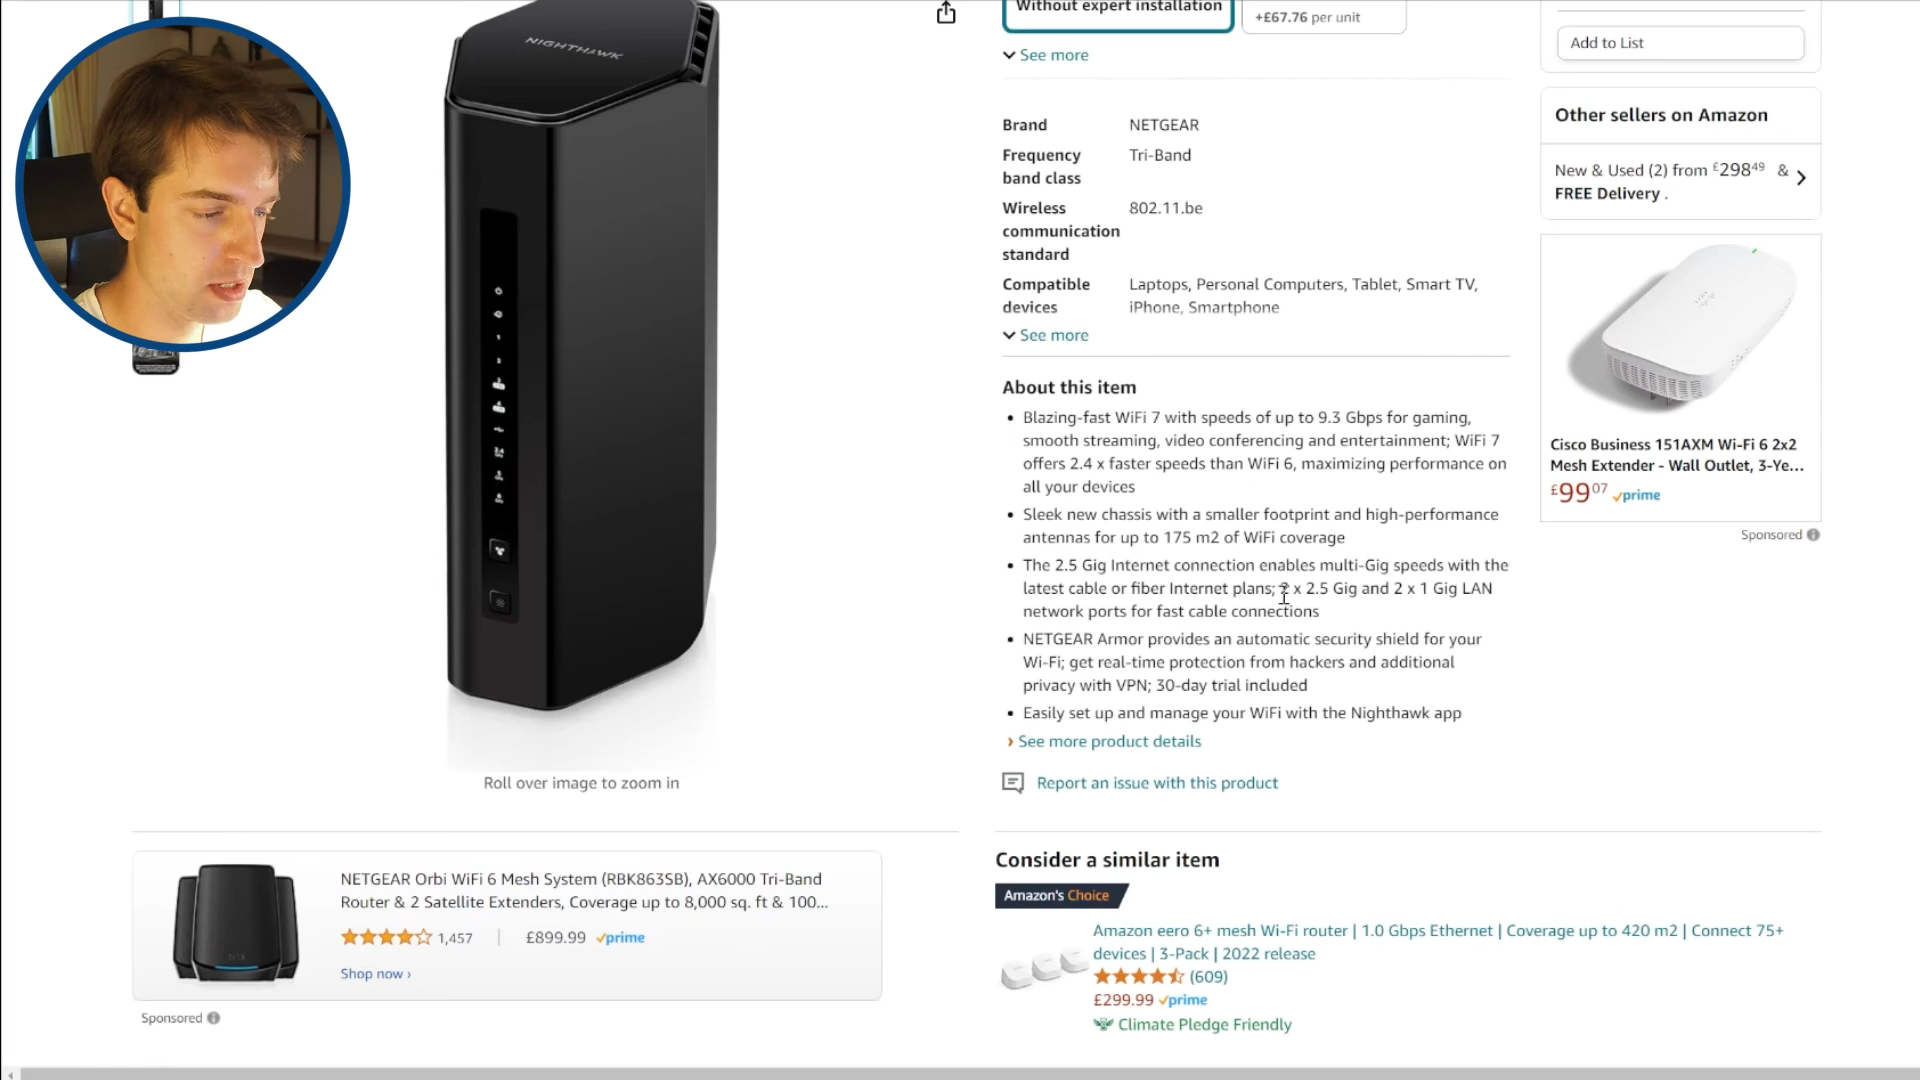 Without expert installation
+£67.76 per unit
See more
Add to List
NIGHTHAWK
Brand NETGEAR
Frequency band class Tri-Band
Wireless communication standard 802.11.be
Compatible devices Laptops, Personal Computers, Tablet, Smart TV,
iPhone, Smartphone
See more
Other sellers on Amazon
New & Used (2) from £298⁴⁹ &
FREE Delivery .
Cisco Business 151AXM Wi-Fi 6 2x2
Mesh Extender - Wall Outlet, 3-Ye...
£99⁰⁷ prime
Sponsored
About this item
• Blazing-fast WiFi 7 with speeds of up to 9.3 Gbps for gaming,
smooth streaming, video conferencing and entertainment; WiFi 7
offers 2.4 x faster speeds than WiFi 6, maximizing performance on
all your devices
• Sleek new chassis with a smaller footprint and high-performance
antennas for up to 175 m2 of WiFi coverage
• The 2.5 Gig Internet connection enables multi-Gig speeds with the
latest cable or fiber Internet plans; 2 x 2.5 Gig and 2 x 1 Gig LAN
network ports for fast cable connections
• NETGEAR Armor provides an automatic security shield for your
Wi-Fi; get real-time protection from hackers and additional
privacy with VPN; 30-day trial included
• Easily set up and manage your WiFi with the Nighthawk app
› See more product details
Report an issue with this product
Roll over image to zoom in
NETGEAR Orbi WiFi 6 Mesh System (RBK863SB), AX6000 Tri-Band
Router & 2 Satellite Extenders, Coverage up to 8,000 sq. ft & 100...
1,457 | £899.99 prime
Shop now ›
Sponsored
Consider a similar item
Amazon's Choice
Amazon eero 6+ mesh Wi-Fi router | 1.0 Gbps Ethernet | Coverage up to 420 m2 | Connect 75+
devices | 3-Pack | 2022 release
(609)
£299.99 prime
Climate Pledge Friendly